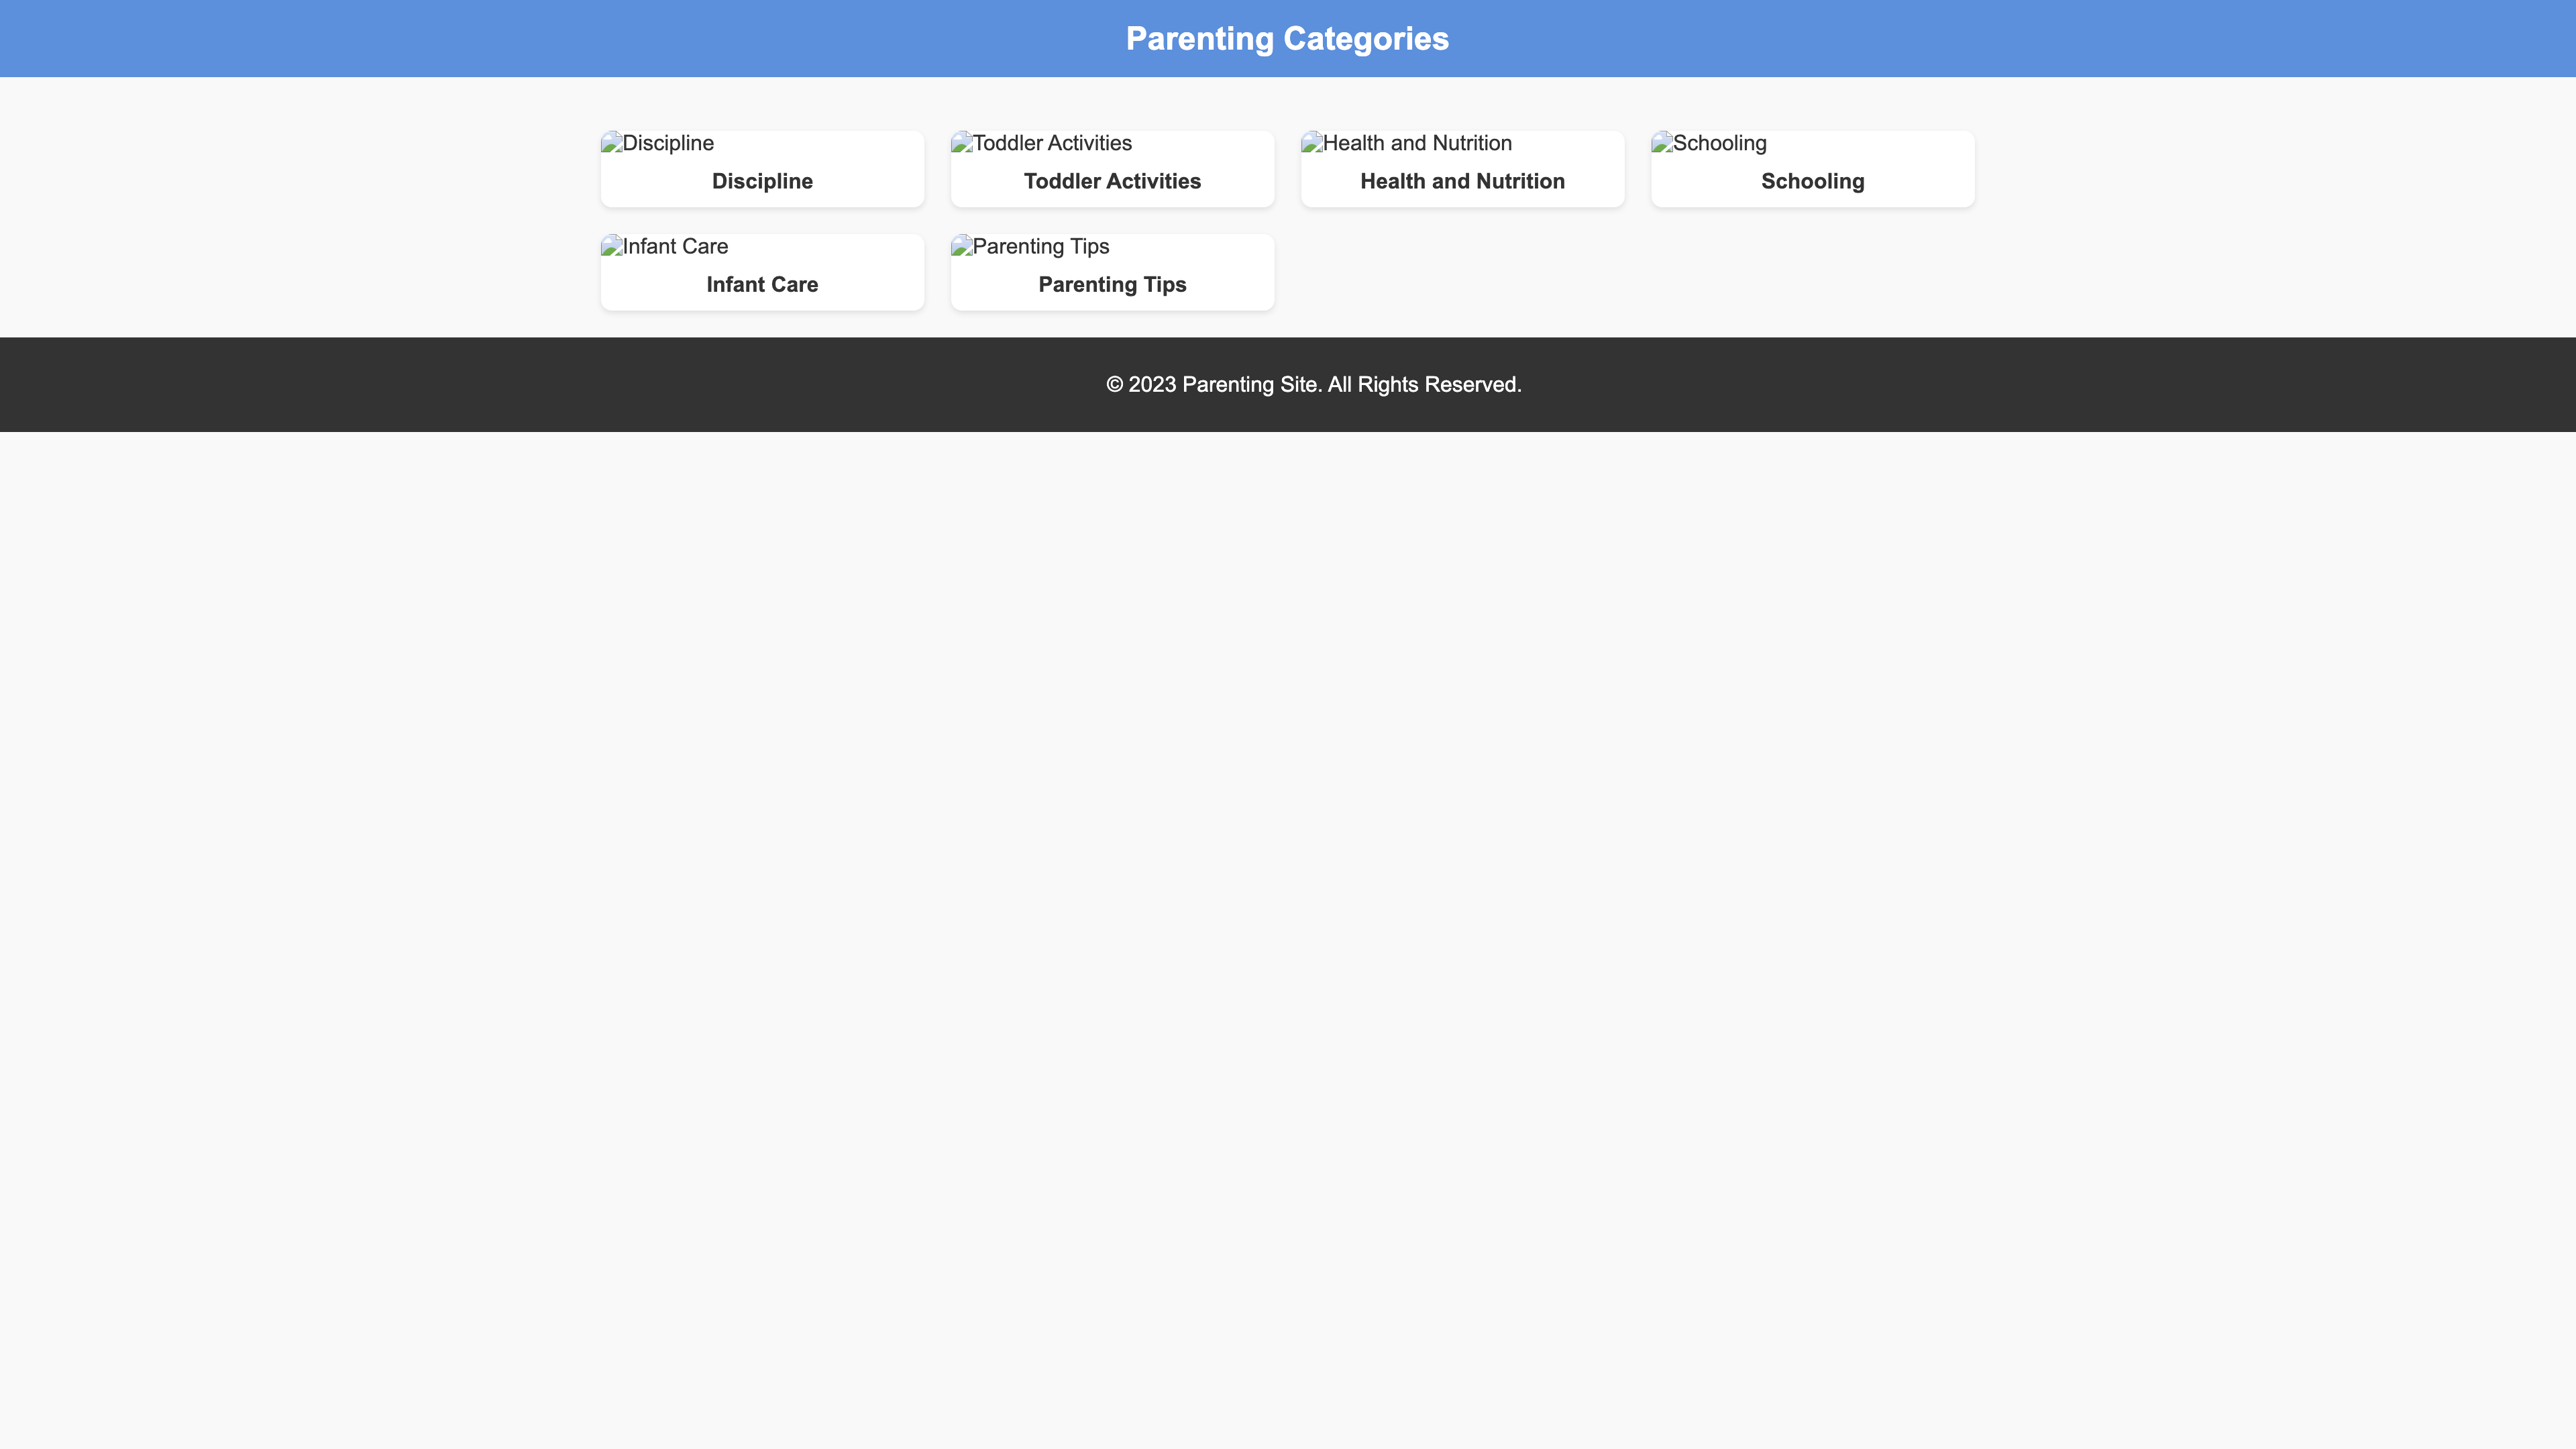 Parenting Categories
Discipline
Discipline
Toddler Activities
Toddler Activities
Health and Nutrition
Health and Nutrition
Schooling
Schooling
Infant Care
Infant Care
Parenting Tips
Parenting Tips
© 2023 Parenting Site. All Rights Reserved.